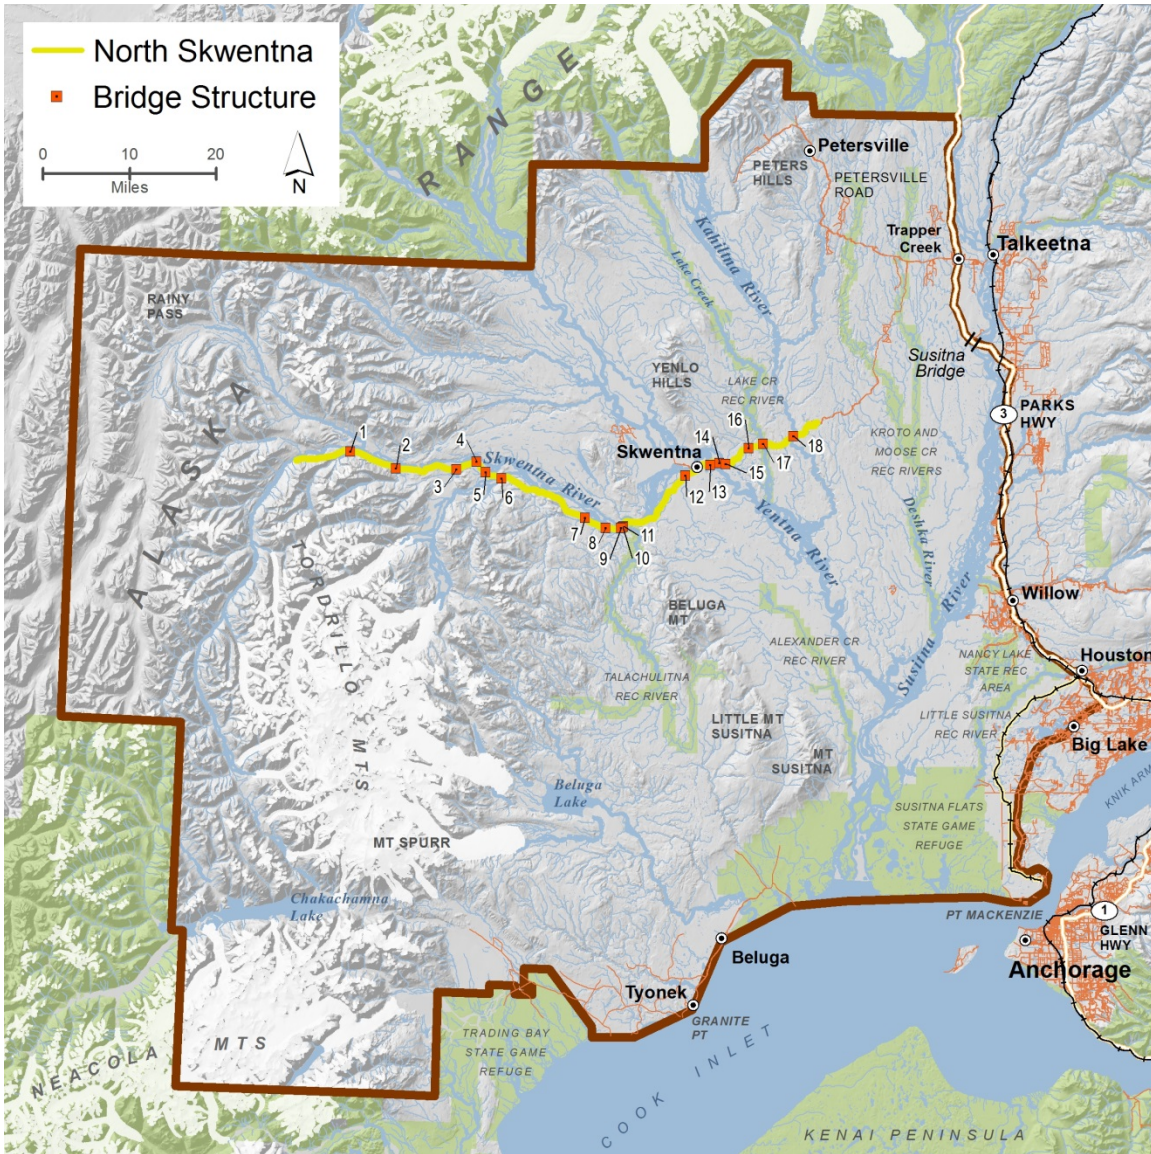 North Skwentna
Bridge Structure
0 10 20
Miles
N
RANGE
ALASKA
Petersville
PETERS
HILLS
PETERSVILLE
ROAD
Kahiltna River
Lake Creek
Trapper
Creek
Talkeetna
RAINY
PASS
Susitna
Bridge
YENLO
HILLS
LAKE CR
REC RIVER
3
PARKS
HWY
KROTO AND
MOOSE CR
REC RIVERS
1
2
3
4
5
6
7
8
9
10
11
12
13
14
15
16
17
18
Skwentna
Skwentna River
Yentna River
Deshka River
Susitna River
TORDRILLO MTS
Willow
BELUGA
MT
ALEXANDER CR
REC RIVER
NANCY LAKE
STATE REC
AREA
Houston
TALACHULITNA
REC RIVER
LITTLE MT
SUSITNA
LITTLE SUSITNA
REC RIVER
Big Lake
MT
SUSITNA
KNIK ARM
Beluga
Lake
SUSITNA FLATS
STATE GAME
REFUGE
MT SPURR
Chakachamna
Lake
PT MACKENZIE
1
GLENN
HWY
Anchorage
Beluga
Tyonek
GRANITE
PT
TRADING BAY
STATE GAME
REFUGE
NEACOLA MTS
COOK INLET
KENAI PENINSULA